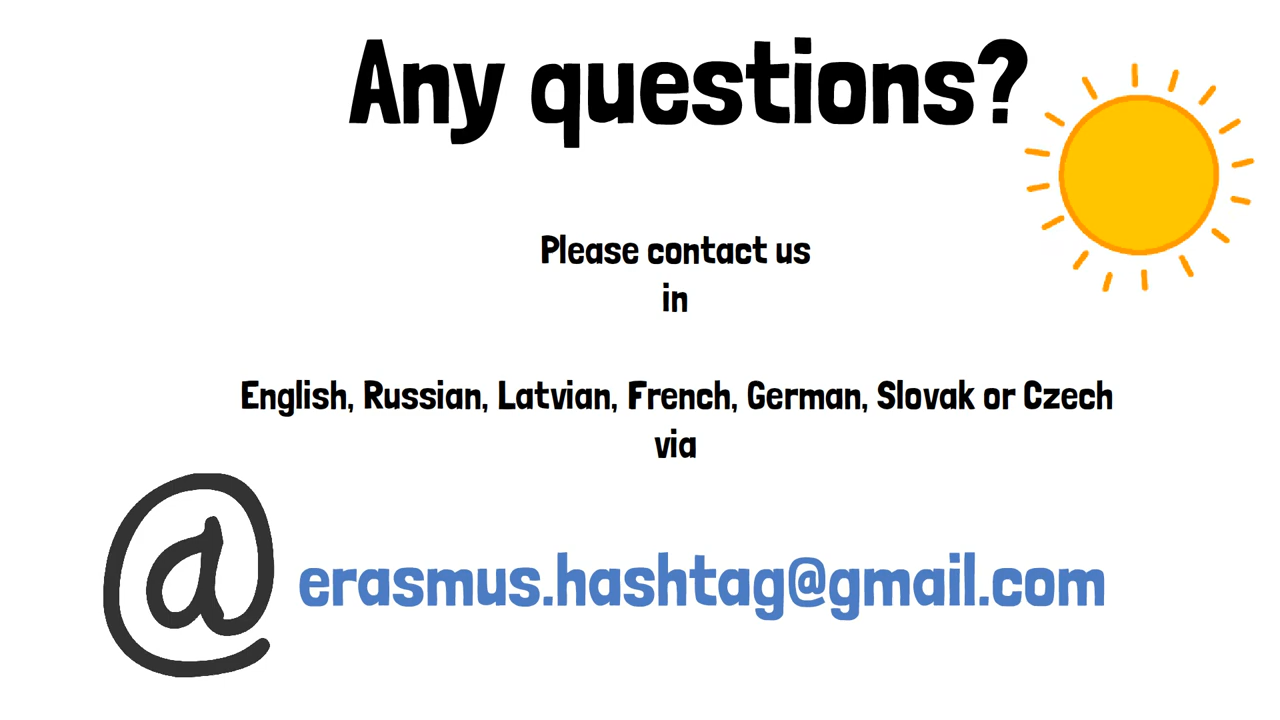 Any questions?
Please contact us
in
English, Russian, Latvian, French, German, Slovak or Czech
via
@
erasmus.hashtag@gmail.com